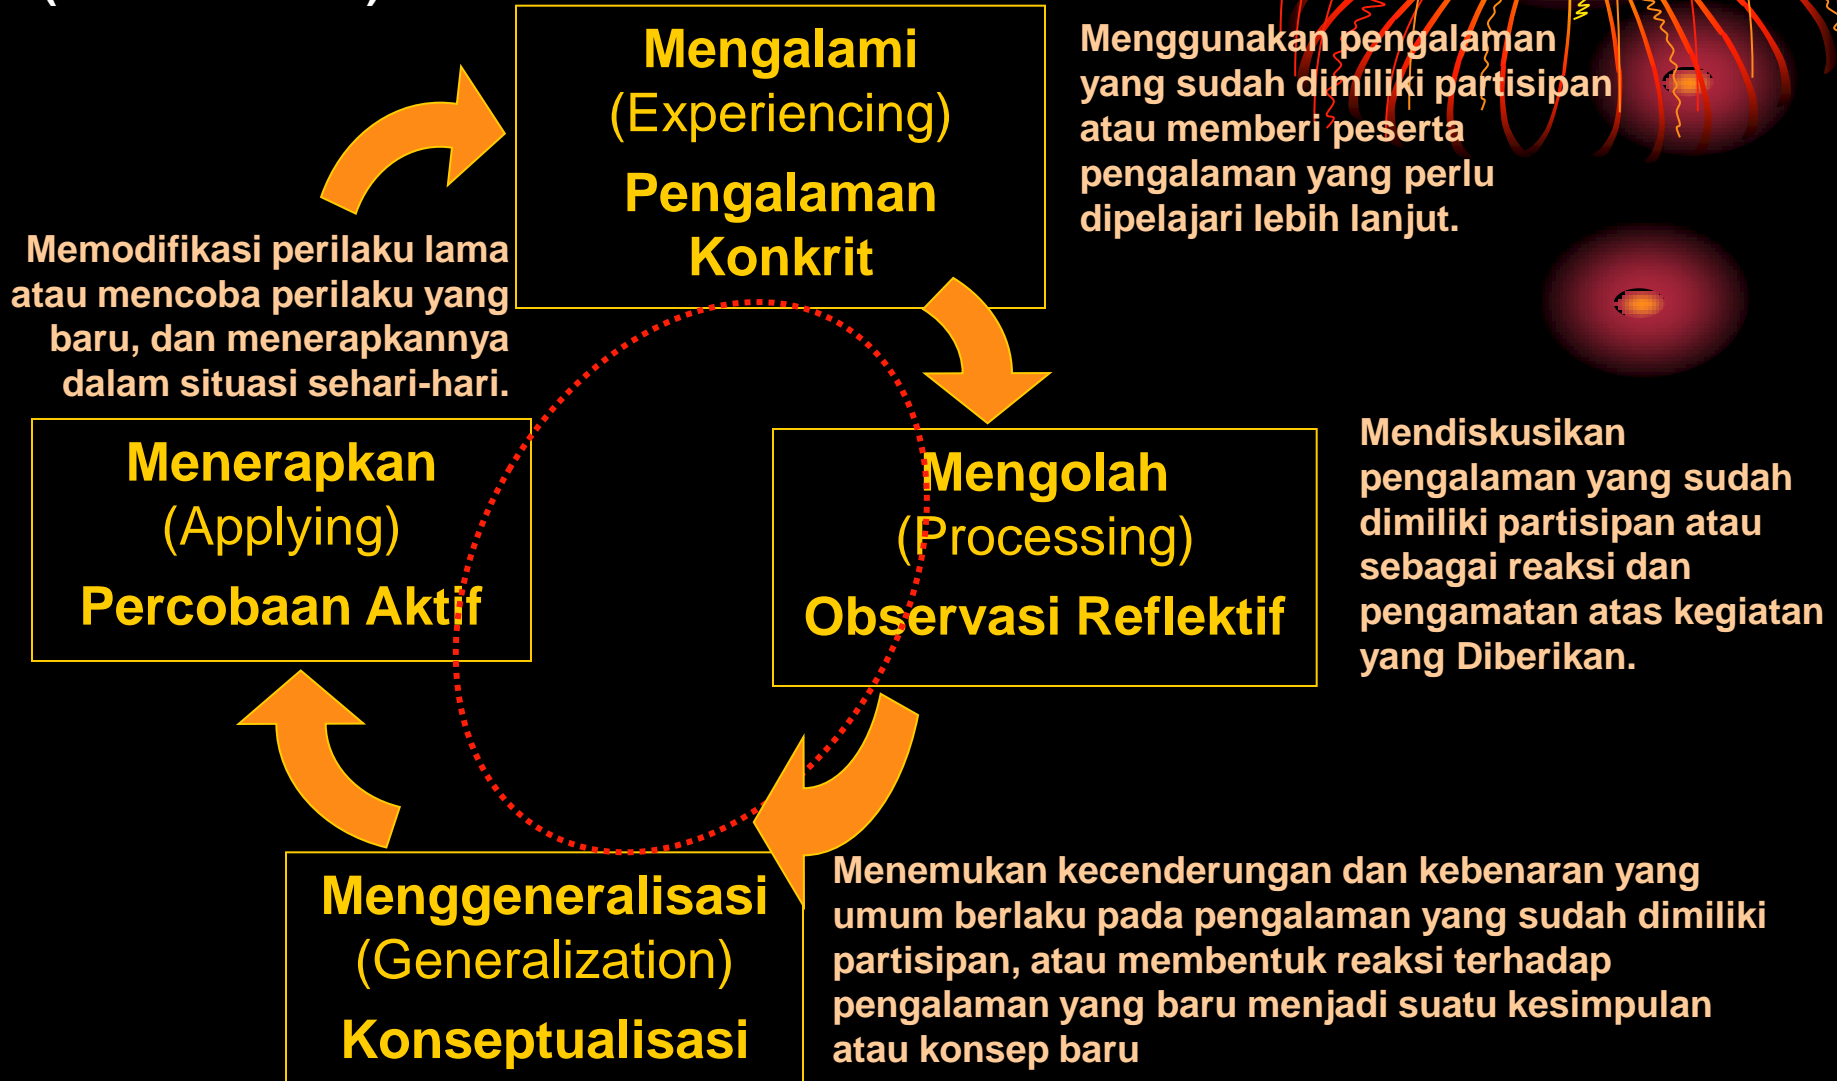 Mengalami
(Experiencing)
Pengalaman
Konkrit
Menggunakan pengalaman
yang sudah dimiliki partisipan
atau memberi peserta
pengalaman yang perlu
dipelajari lebih lanjut.
Memodifikasi perilaku lama
atau mencoba perilaku yang
baru, dan menerapkannya
dalam situasi sehari-hari.
Menerapkan
(Applying)
Percobaan Aktif
Mengolah
(Processing)
Observasi Reflektif
Mendiskusikan
pengalaman yang sudah
dimiliki partisipan atau
sebagai reaksi dan
pengamatan atas kegiatan
yang Diberikan.
Menggeneralisasi
(Generalization)
Konseptualisasi
Menemukan kecenderungan dan kebenaran yang
umum berlaku pada pengalaman yang sudah dimiliki
partisipan, atau membentuk reaksi terhadap
pengalaman yang baru menjadi suatu kesimpulan
atau konsep baru